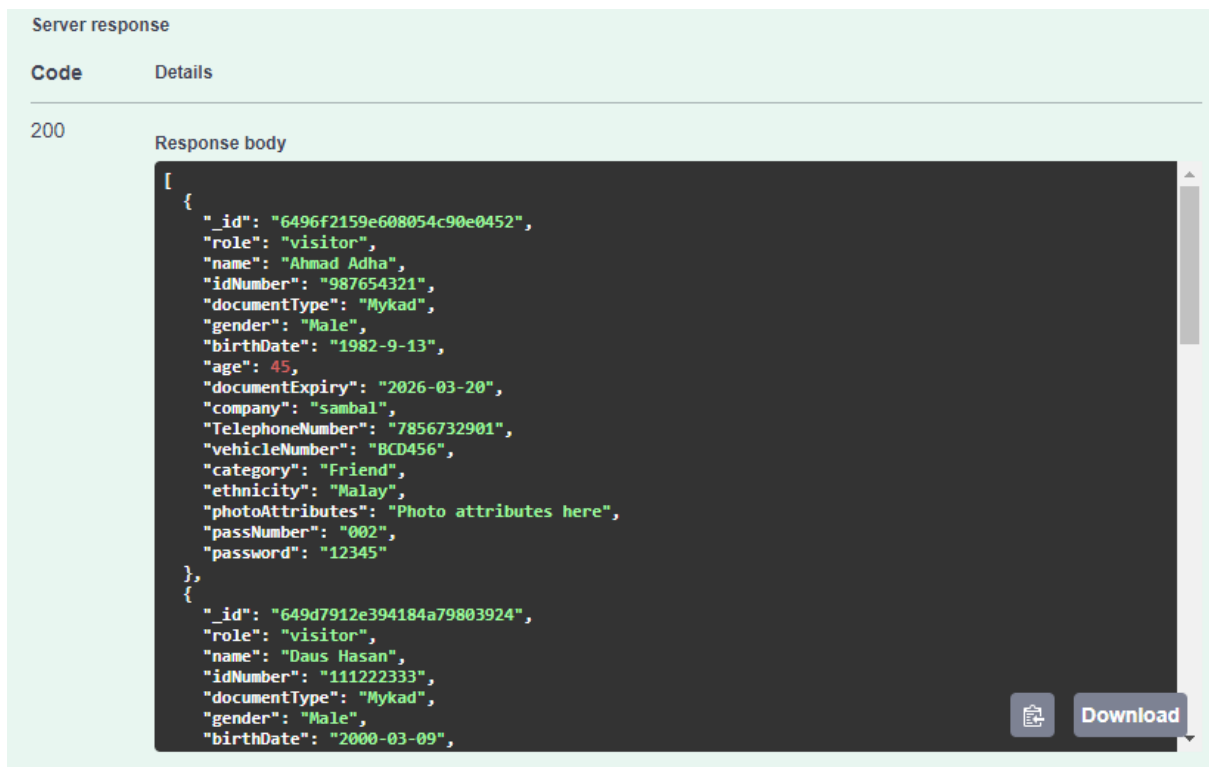 Server response
Code Details
200
Response body
[
{
"_id": "6496f2159e608054c90e0452",
"role": "visitor",
"name": "Ahmad Adha",
"idNumber": "987654321",
"documentType": "Mykad",
"gender": "Male",
"birthDate": "1982-9-13",
"age": 45,
"documentExpiry": "2026-03-20",
"company": "sambal",
"TelephoneNumber": "7856732901",
"vehicleNumber": "BCD456",
"category": "Friend",
"ethnicity": "Malay",
"photoAttributes": "Photo attributes here",
"passNumber": "002",
"password": "12345"
},
{
"_id": "649d7912e394184a79803924",
"role": "visitor",
"name": "Daus Hasan",
"idNumber": "111222333",
"documentType": "Mykad",
"gender": "Male",
"birthDate": "2000-03-09",
Download